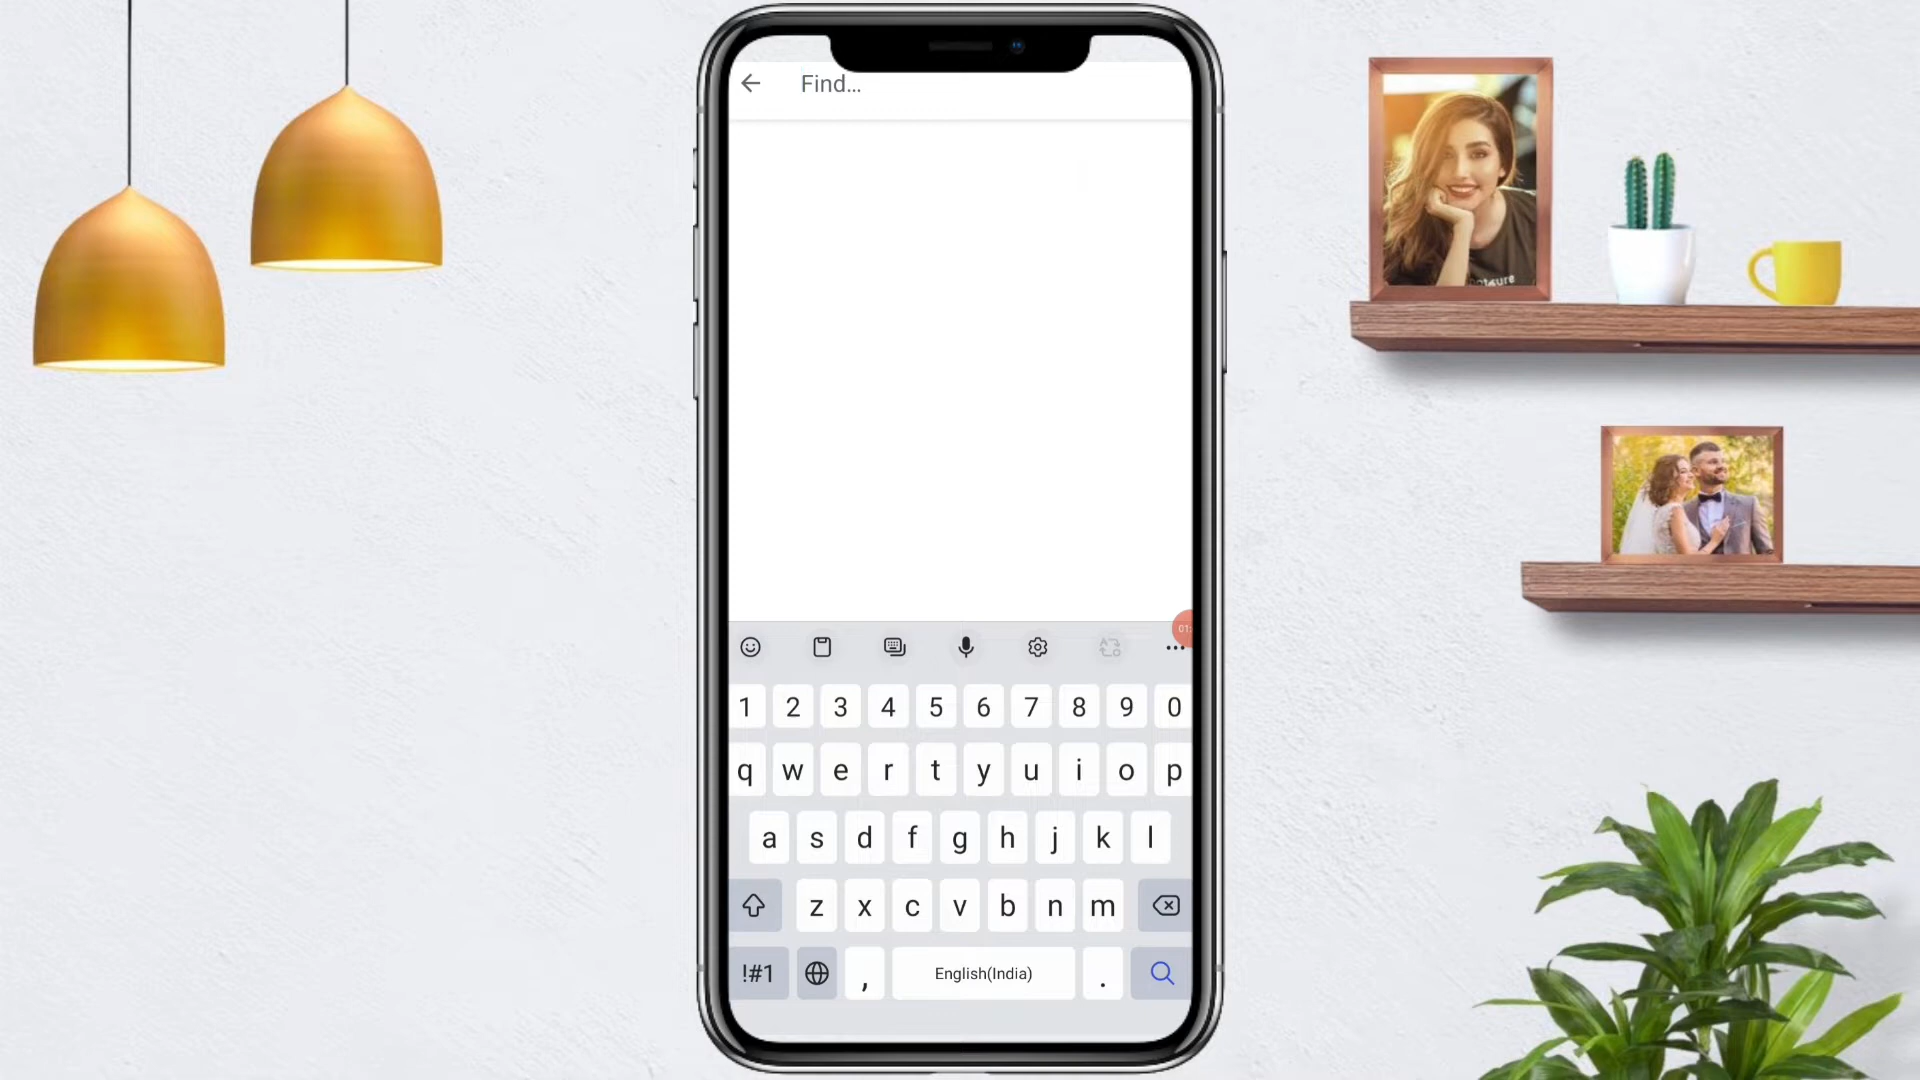 Find...
1 2 3 4 5 6 7 8 9 0
q w e r t y u i o p
a s d f g h j k l
z x c v b n m
!#1 , English(India) .